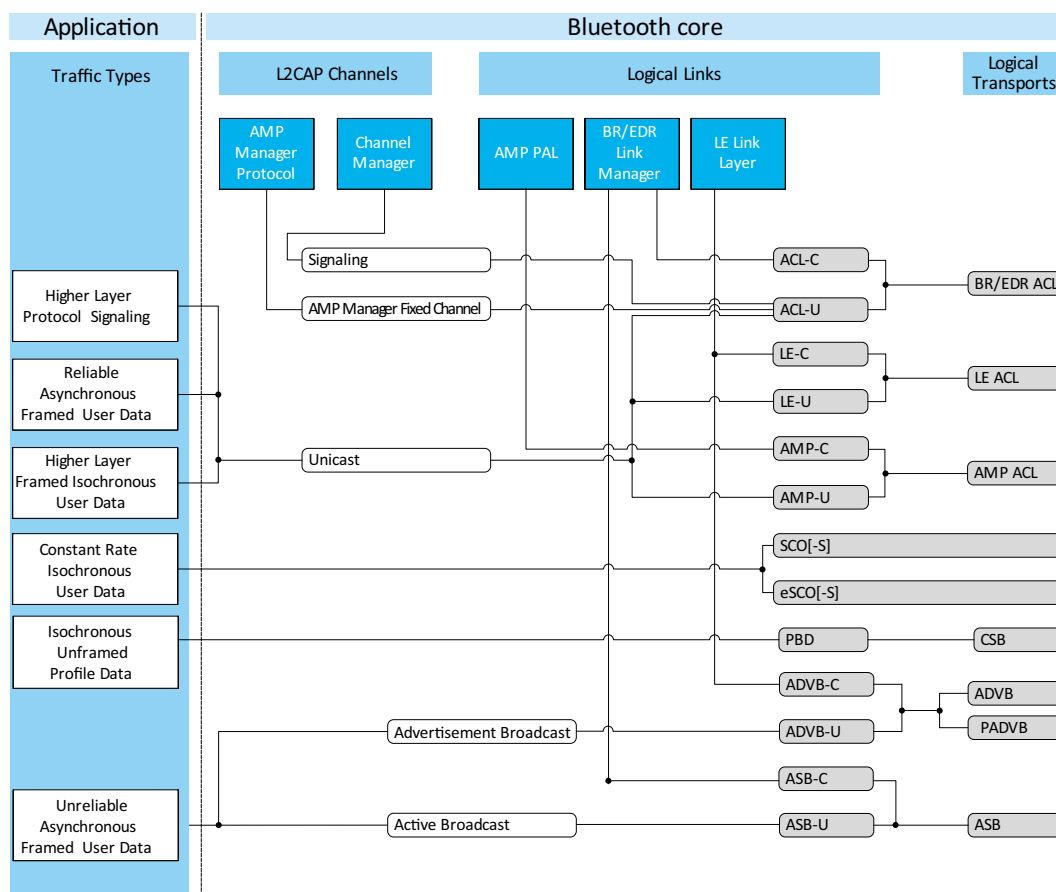 Application
Bluetooth core
Traffic Types
L2CAP Channels
Logical Links
Logical
Transports
AMP
Manager
Protocol
Channel
Manager
AMP PAL
BR/EDR
Link
Manager
LE Link
Layer
Signaling
ACL-C
Higher Layer
Protocol Signaling
BR/EDR ACL
AMP Manager Fixed Channel
ACL-U
LE-C
Reliable
Asynchronous
Framed User Data
LE ACL
LE-U
Higher Layer
Framed Isochronous
User Data
Unicast
AMP-C
AMP ACL
AMP-U
Constant Rate
Isochronous
User Data
SCO[-S]
eSCO[-S]
Isochronous
Unframed
Profile Data
PBD
CSB
ADVB-C
ADVB
Advertisement Broadcast
ADVB-U
PADVB
ASB-C
Unreliable
Asynchronous
Framed User Data
Active Broadcast
ASB-U
ASB